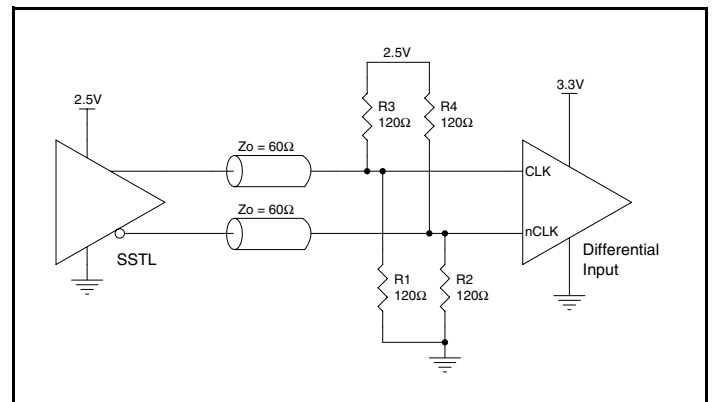 2.5V
2.5V
3.3V
R3
120Ω
R4
120Ω
Zo = 60Ω
CLK
Zo = 60Ω
nCLK
SSTL
Differential
Input
R1
120Ω
R2
120Ω